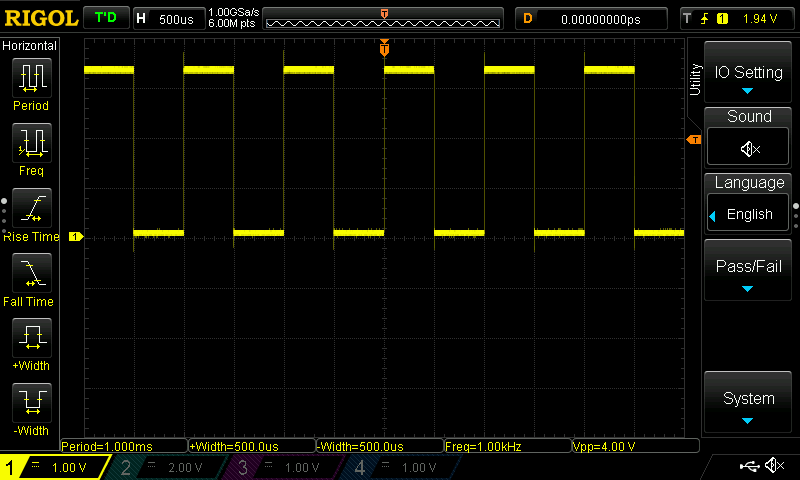 RIGOL T'D H 500us 1.00GSa/s 6.00M pts T D 0.00000000ps T 1 1.94 V
Horizontal
Period
Freq
Rise Time
Fall Time
+Width
-Width
T
T
1
Utility
IO Setting
Sound
Language
English
Pass/Fail
System
Period=1.000ms +Width=500.0us -Width=500.0us Freq=1.00kHz Vpp=4.00 V
1 1.00 V 2 2.00 V 3 1.00 V 4 1.00 V